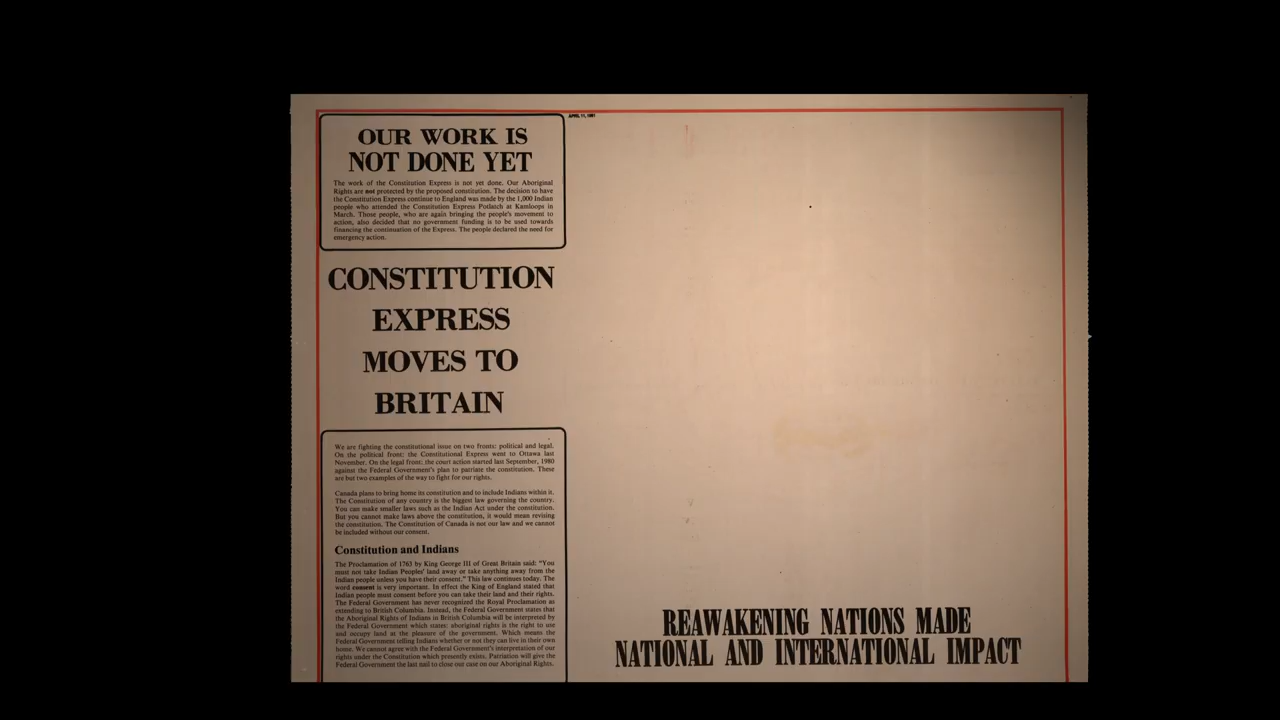 OUR WORK IS
NOT DONE YET
The work of the Constitution Express is not yet done. Our Aboriginal
Rights are not protected by the proposed constitution. The decision to have
the Constitution Express continue to England was made by the 1,000 Indian
people who attended the Constitution Express Potlatch at Kamloops in
March. Those people, who are again bringing the people's movement to
action, also decided that no government funding is to be used towards
financing the continuation of the Express. The people declared the need for
emergency action.
CONSTITUTION
EXPRESS
MOVES TO
BRITAIN
We are fighting the constitutional issue on two fronts: political and legal.
On the political front; the Constitutional Express went to Ottawa last
November. On the legal front; the court action started last September, 1980
against the Federal Government's plan to patriate the constitution. These
are but two examples of the way to fight for our rights.
Canada plans to bring home its constitution and to include Indians within it.
The Constitution of any country is the biggest law governing the country.
You can make smaller laws such as the Indian Act under the constitution.
But you cannot make laws above the constitution, it would mean revising
the constitution. The Constitution of Canada is not our law and we cannot
be included without our consent.
Constitution and Indians
The Proclamation of 1763 by King George III of Great Britain said: "You
must not take Indian Peoples' land away or take anything away from the
Indian people unless you have their consent." This law continues today. The
word consent is very important. In effect the King of England stated that
Indian people must consent before you can take their land and their rights.
The Federal Government has never recognized the Royal Proclamation as
extending to British Columbia. Instead, the Federal Government states that
the Aboriginal Rights of Indians in British Columbia will be interpreted by
the Federal Government which states: aboriginal rights is the right to use
and occupy land at the pleasure of the government. Which means the
Federal Government telling Indians whether or not they can live in their own
home. We cannot agree with the Federal Government's interpretation of our
rights under the Constitution which presently exists. Patriation will give the
Federal Government the last nail to close out case on our Aboriginal Rights.
APRIL 11, 1981
REAWAKENING NATIONS MADE
NATIONAL AND INTERNATIONAL IMPACT